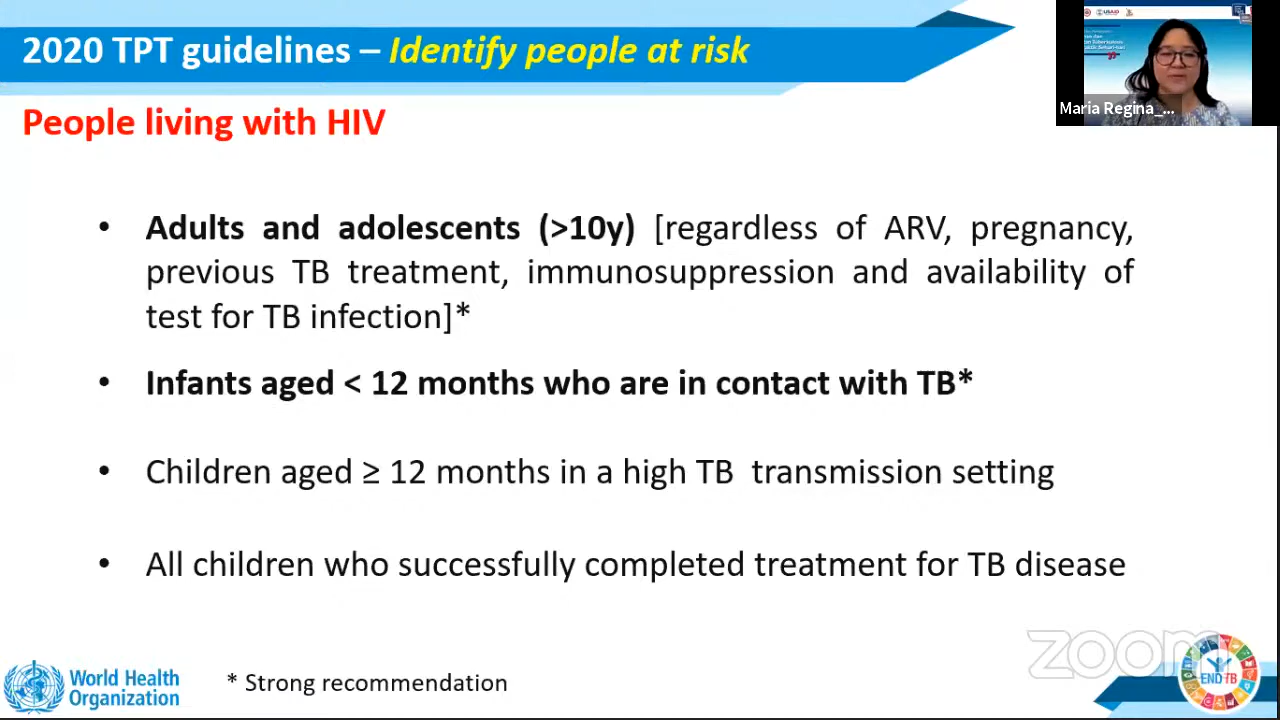 2020 TPT guidelines – Identify people at risk
USAID
Maria Regina_...
People living with HIV
• Adults and adolescents (>10y) [regardless of ARV, pregnancy,
previous TB treatment, immunosuppression and availability of
test for TB infection]*
• Infants aged < 12 months who are in contact with TB*
• Children aged ≥ 12 months in a high TB transmission setting
• All children who successfully completed treatment for TB disease
zoom
World Health
Organization
* Strong recommendation
END TB